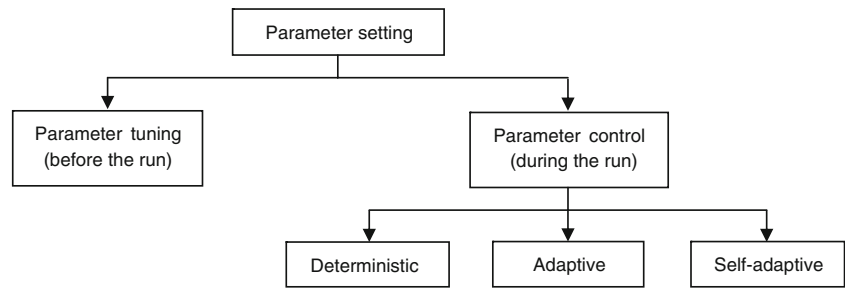 Parameter setting
Parameter tuning
(before the run)
Parameter control
(during the run)
Deterministic
Adaptive
Self-adaptive